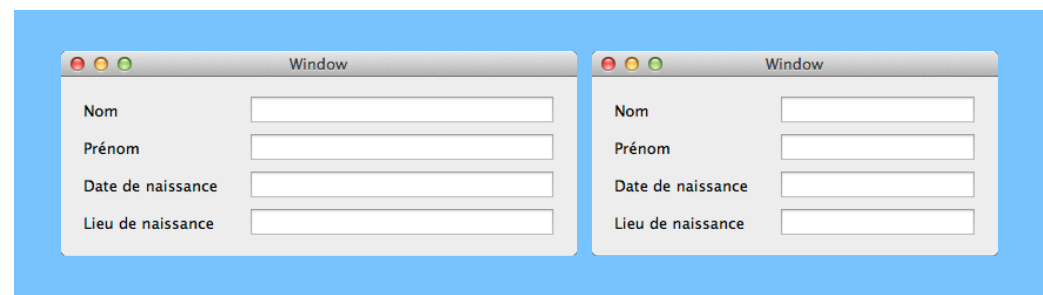 Window
Nom
Prénom
Date de naissance
Lieu de naissance
Window
Nom
Prénom
Date de naissance
Lieu de naissance